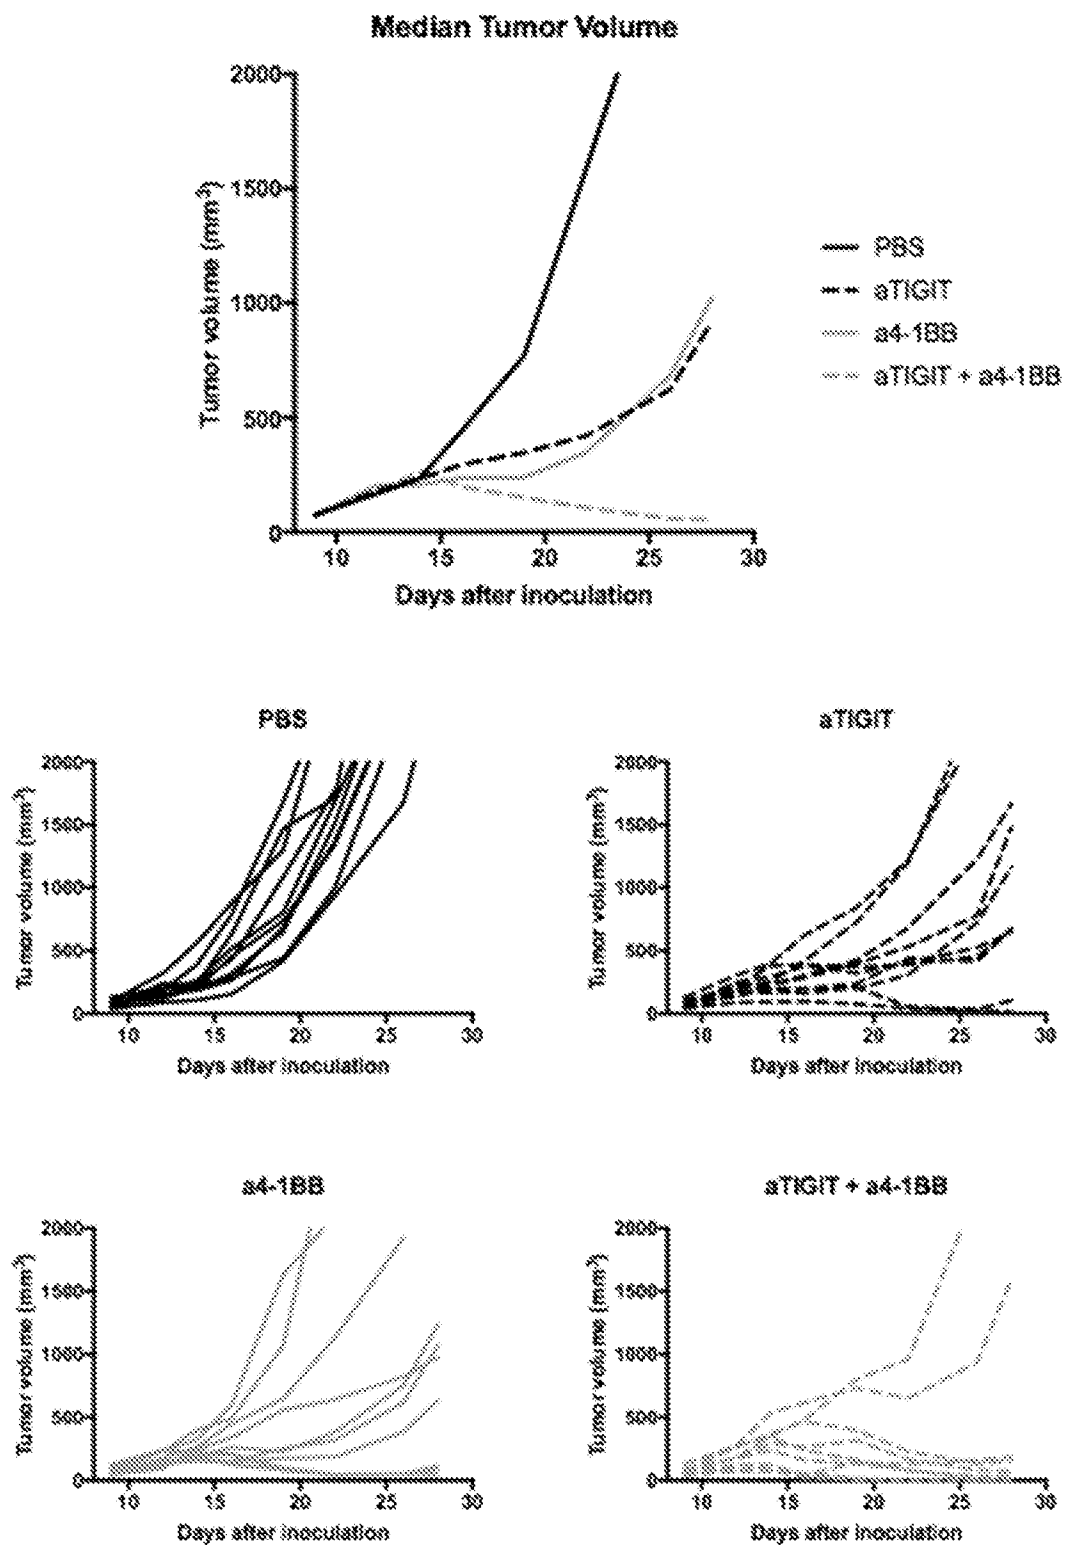 Median Tumor Volume
2000
1500
1000
500
0
Tumor volume (mm³)
10 15 20 25 30
Days after inoculation
PBS
aTIGIT
a4-1BB
aTIGIT + a4-1BB
PBS
2000
1500
1000
500
0
Tumor volume (mm³)
10 15 20 25 30
Days after inoculation
aTIGIT
2000
1500
1000
500
0
Tumor volume (mm³)
10 15 20 25 30
Days after inoculation
a4-1BB
2000
1500
1000
500
0
Tumor volume (mm³)
10 15 20 25 30
Days after inoculation
aTIGIT + a4-1BB
2000
1500
1000
500
0
Tumor volume (mm³)
10 15 20 25 30
Days after inoculation